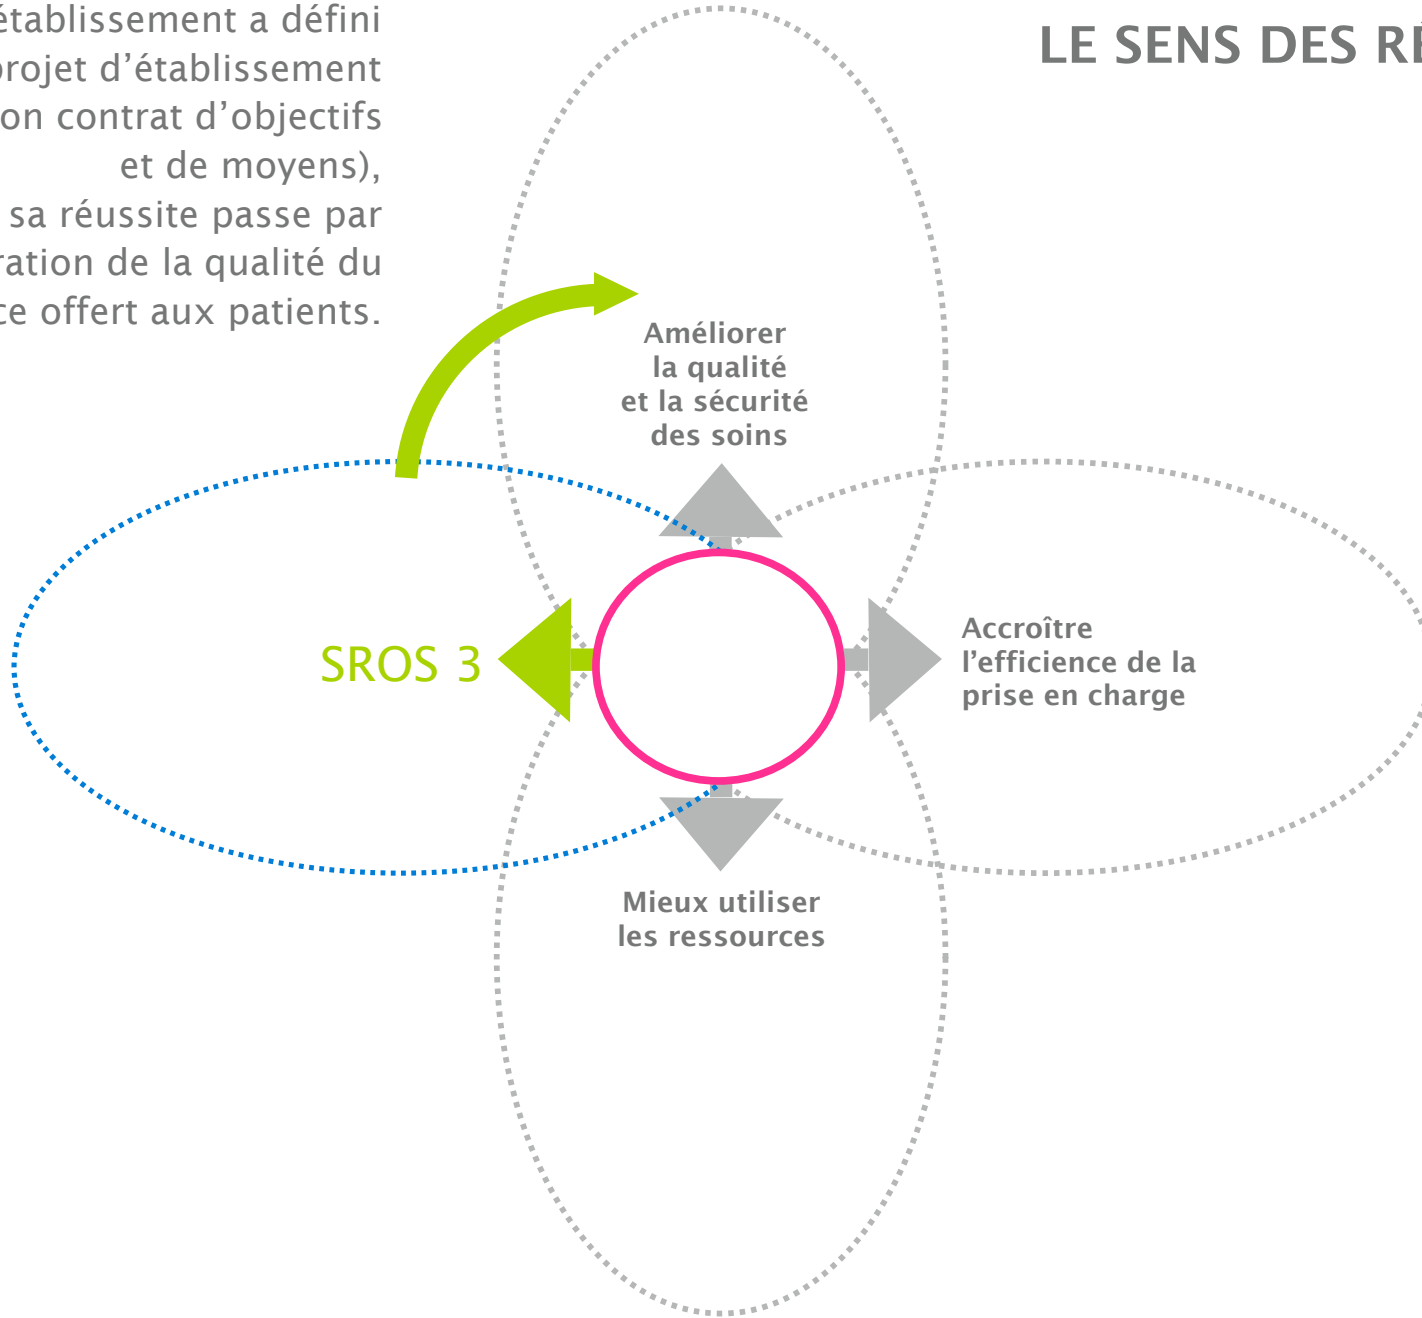 établissement a défini
projet d'établissement
on contrat d'objectifs
et de moyens),
sa réussite passe par
ration de la qualité du
ce offert aux patients.
LE SENS DES RÉ
Améliorer
la qualité
et la sécurité
des soins
SROS 3
Accroître
l'efficience de la
prise en charge
Mieux utiliser
les ressources